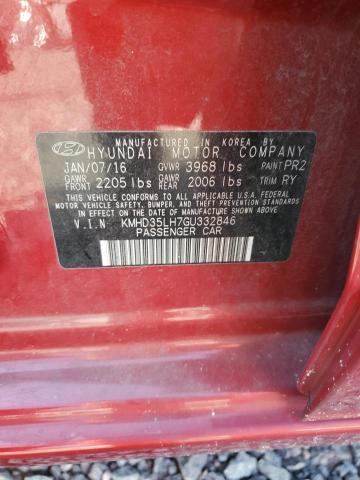 MANUFACTURED IN KOREA BY
HYUNDAI MOTOR COMPANY
JAN/07/16 GVWR 3968 lbs PAINT PR2
GAWR FRONT 2205 lbs GAWR REAR 2006 lbs TRIM RY
THIS VEHICLE CONFORMS TO ALL APPLICABLE U.S. FEDERAL
MOTOR VEHICLE SAFETY, BUMPER, AND THEFT PREVENTION STANDARDS
IN EFFECT ON THE DATE OF MANUFACTURE SHOWN ABOVE.
V.I.N: KMHD35LH7GU332846
PASSENGER CAR